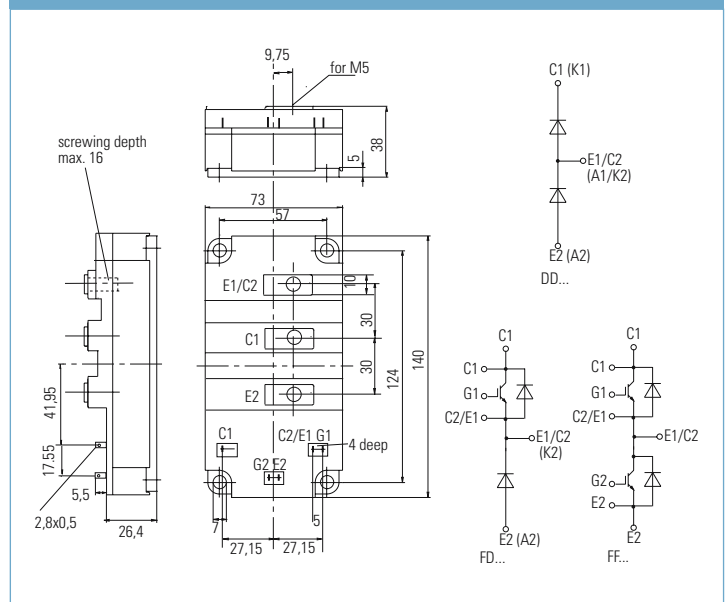 9,75
for M5
screwing depth
max. 16
5
38
73
57
E1/C2
10
30
C1
30
E2
124
140
41,95
17.55
5,5
2,8x0,5
26,4
C1
C2/E1 G1
4 deep
G2 E2
7
5
27,15
27,15
C1 (K1)
E1/C2
(A1/K2)
E2 (A2)
DD...
C1
C1
G1
C2/E1
E1/C2
(K2)
E2 (A2)
FD...
C1
C1
G1
C2/E1
E1/C2
G2
E2
E2
FF...